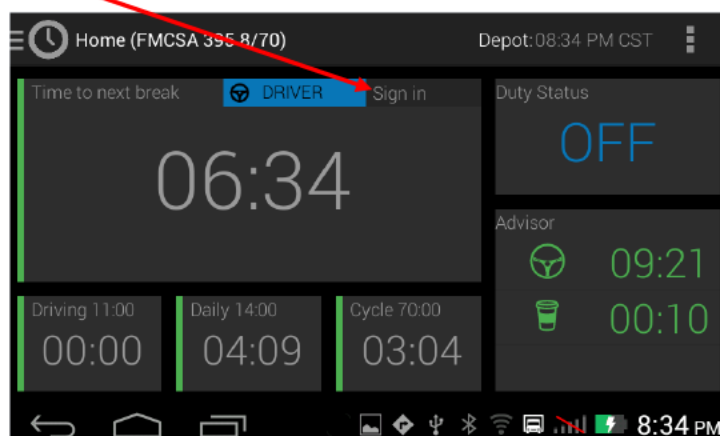 Home (FMCSA 395 8/70)
Depot:08:34 PM CST
Time to next break
DRIVER
Sign in
06:34
Duty Status
OFF
Advisor
09:21
00:10
Driving 11:00
00:00
Daily 14:00
04:09
Cycle 70:00
03:04
8:34 PM